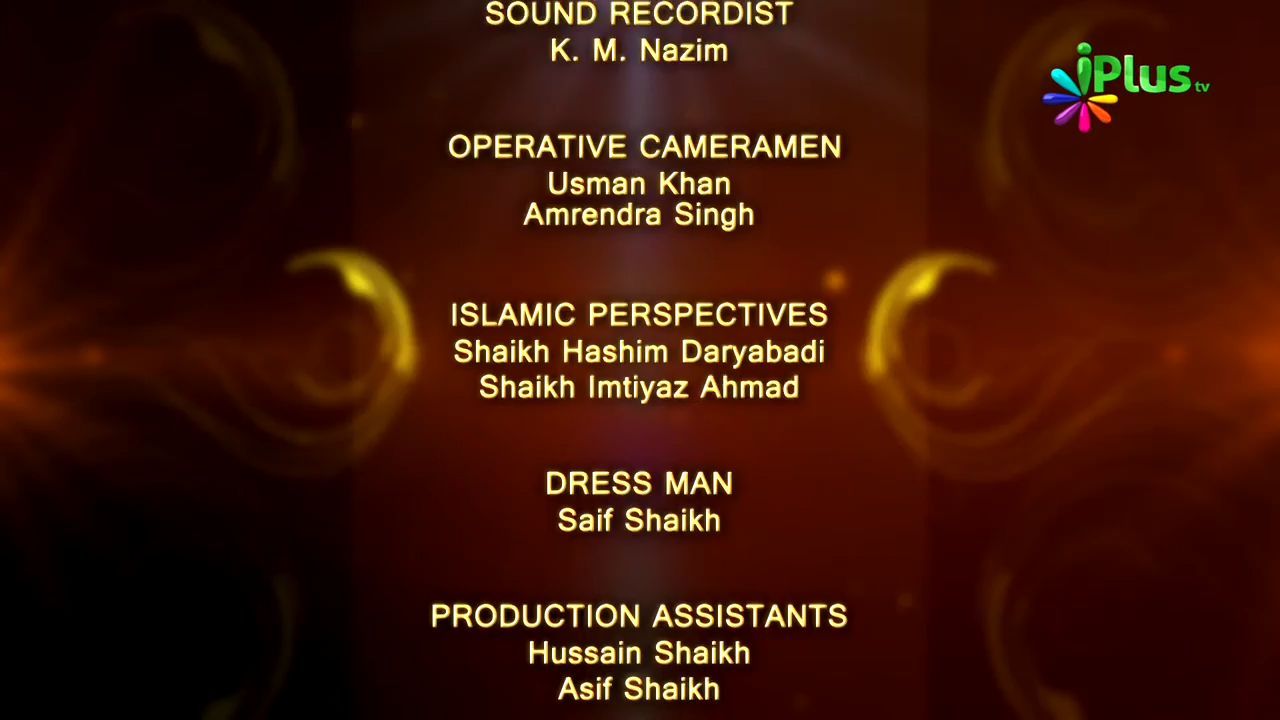 SOUND RECORDIST
K. M. Nazim
iPlus tv
OPERATIVE CAMERAMEN
Usman Khan
Amrendra Singh
ISLAMIC PERSPECTIVES
Shaikh Hashim Daryabadi
Shaikh Imtiyaz Ahmad
DRESS MAN
Saif Shaikh
PRODUCTION ASSISTANTS
Hussain Shaikh
Asif Shaikh